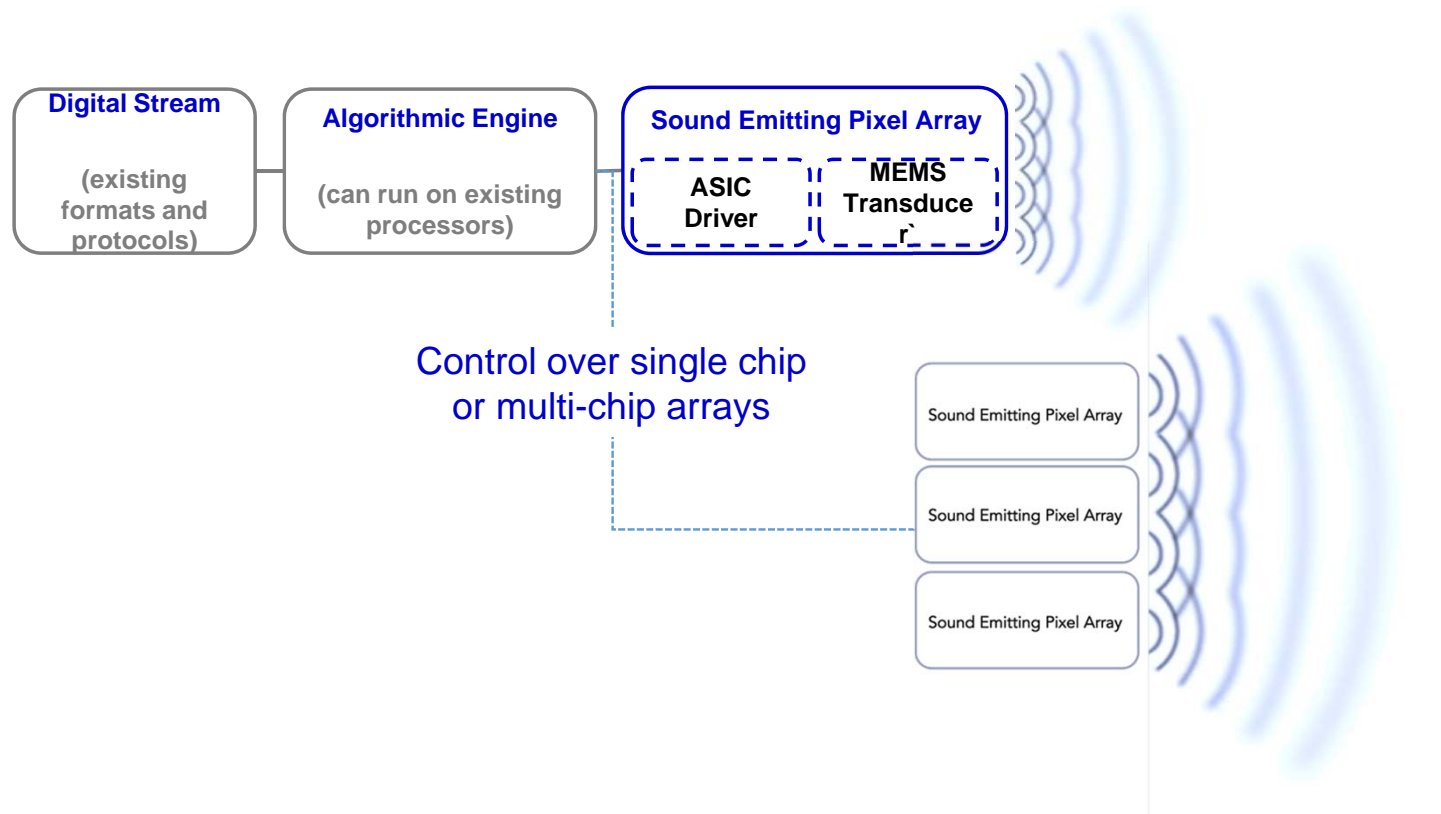 Digital Stream
(existing
formats and
protocols)
Algorithmic Engine
(can run on existing
processors)
Sound Emitting Pixel Array
ASIC
Driver
MEMS
Transduce
r`
Control over single chip
or multi-chip arrays
Sound Emitting Pixel Array
Sound Emitting Pixel Array
Sound Emitting Pixel Array